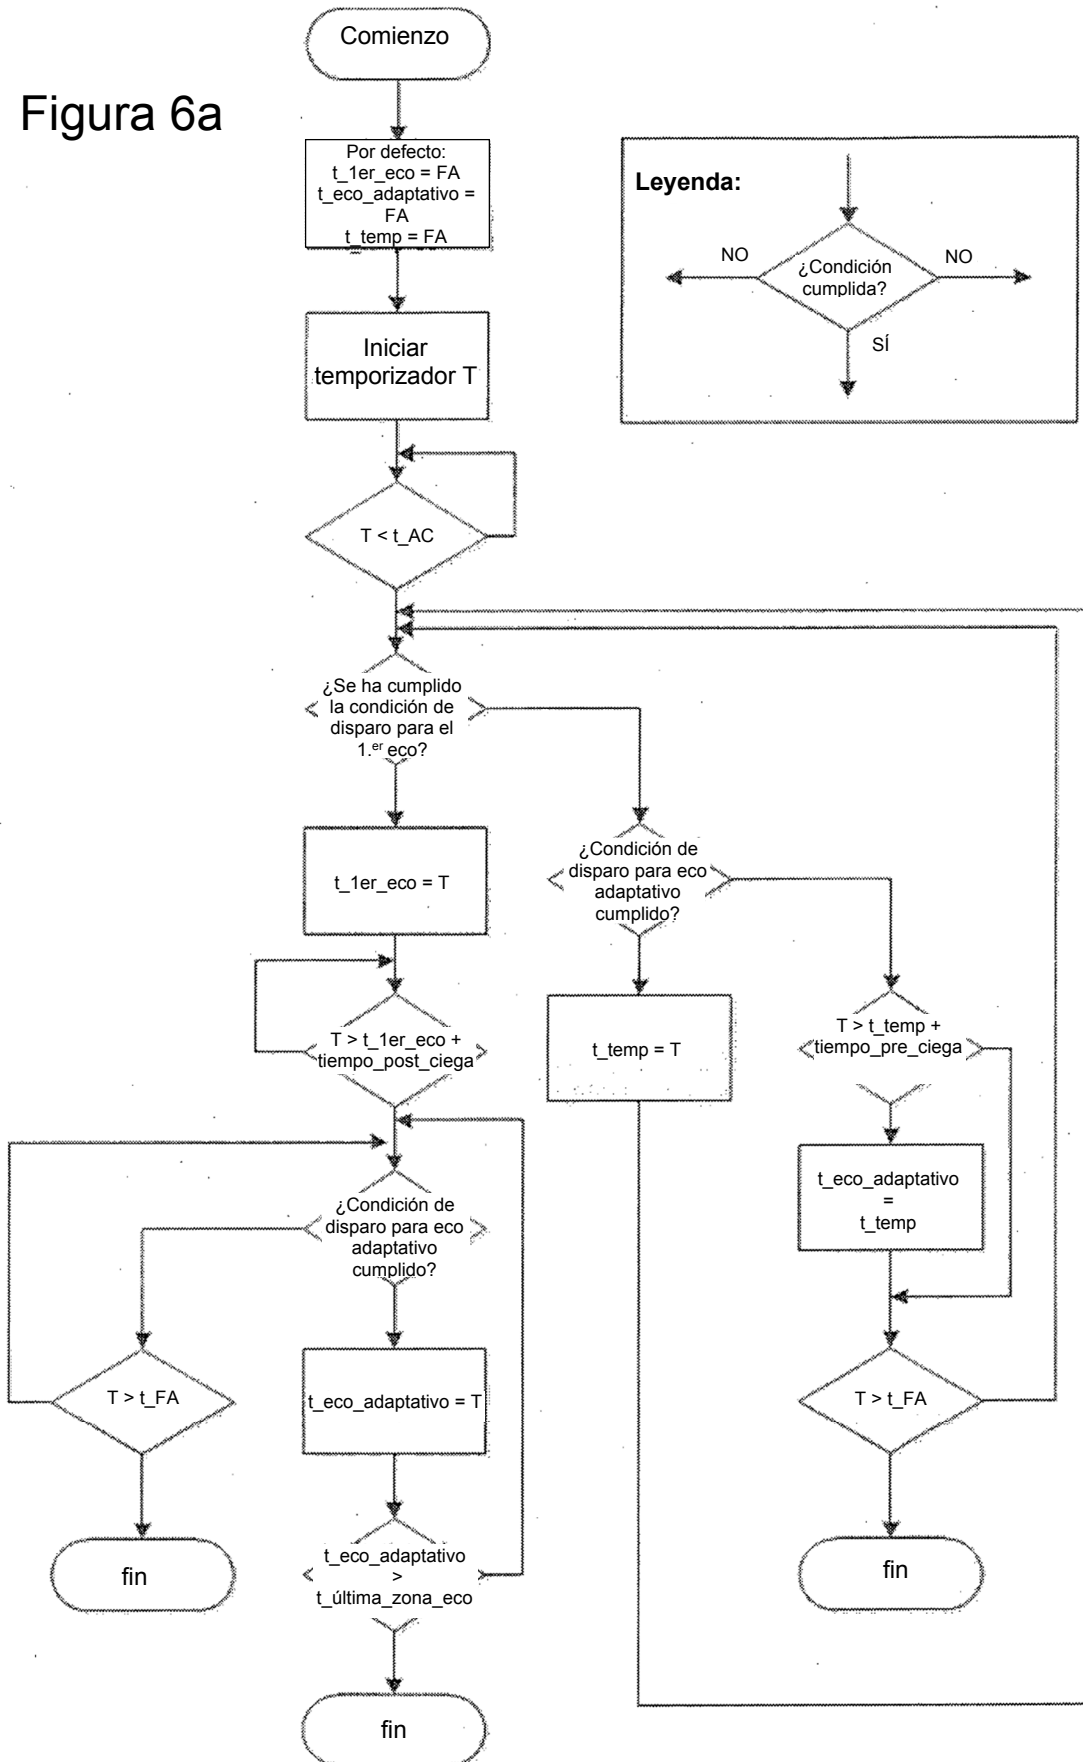 Comienzo
Figura 6a
Por defecto:
t_1er_eco = FA
t_eco_adaptativo =
FA
t_temp = FA
Leyenda:
NO
¿Condición
cumplida?
NO
SÍ
Iniciar
temporizador T
T < t_AC
¿Se ha cumplido
la condición de
disparo para el
1.er eco?
t_1er_eco = T
¿Condición de
disparo para eco
adaptativo
cumplido?
T > t_1er_eco +
tiempo_post_ciega
t_temp = T
T > t_temp +
tiempo_pre_ciega
t_eco_adaptativo
=
t_temp
¿Condición de
disparo para eco
adaptativo
cumplido?
T > t_FA
t_eco_adaptativo = T
T > t_FA
fin
t_eco_adaptativo
>
t_última_zona_eco
fin
fin